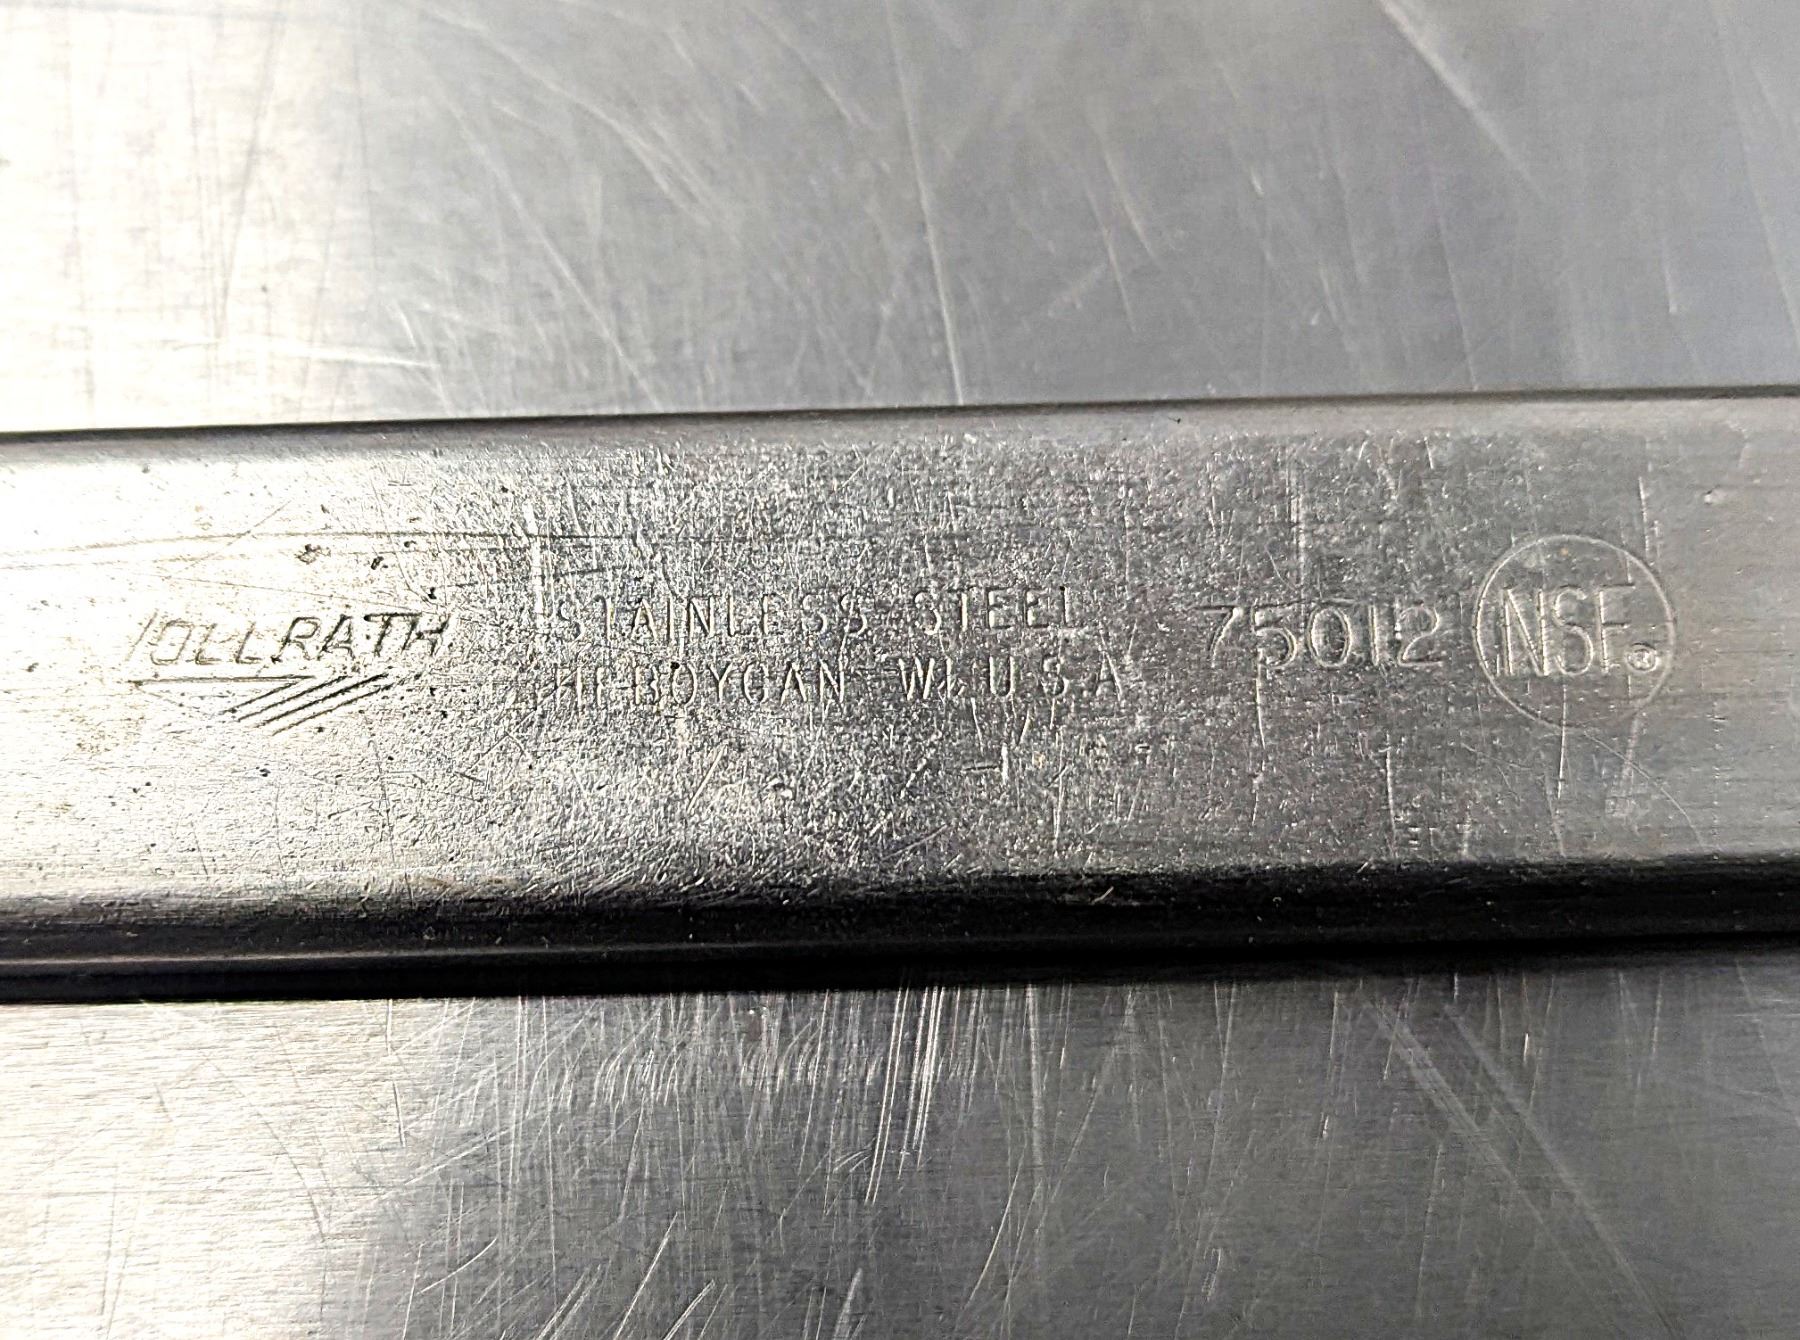 VOLLRATH
STAINLESS STEEL
SHEBOYGAN WI. U.S.A
75012
NSF®